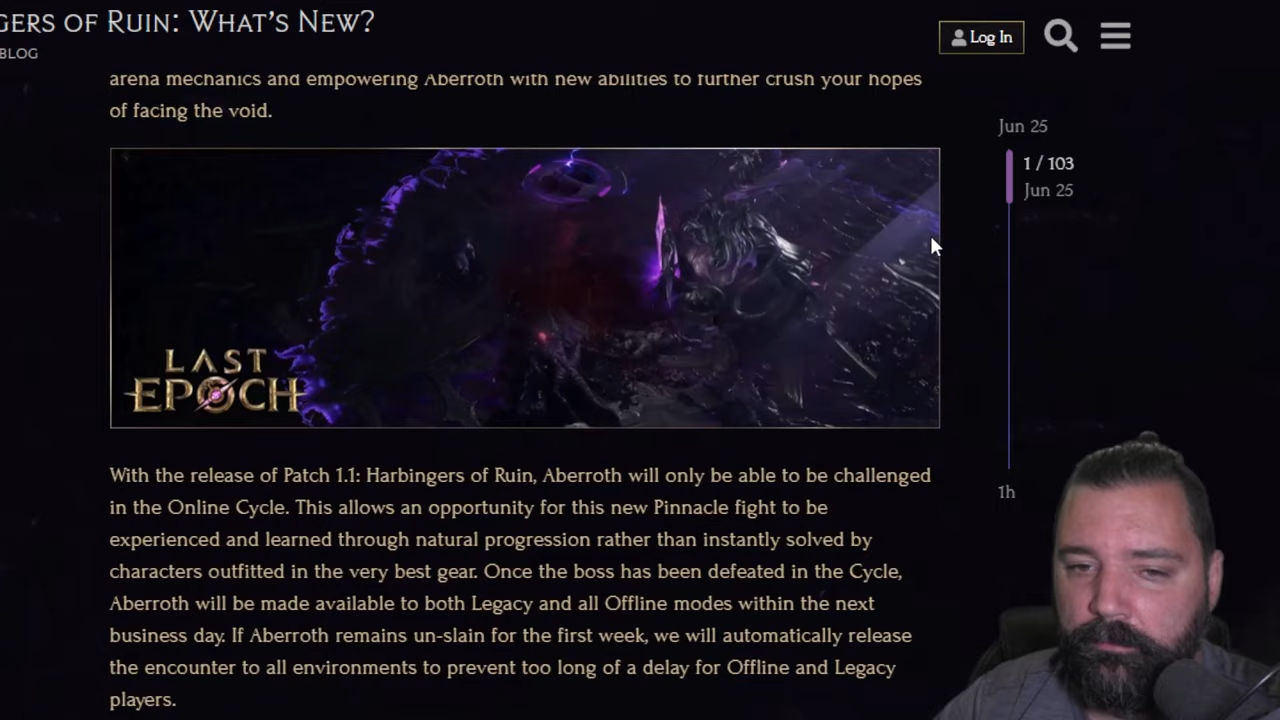 GERS OF RUIN: WHAT'S NEW?
BLOG
Log In
arena mechanics and empowering Aberroth with new abilities to further crush your hopes
of facing the void.
Jun 25
1 / 103
Jun 25
LAST
EPOCH
With the release of Patch 1.1: Harbingers of Ruin, Aberroth will only be able to be challenged
in the Online Cycle. This allows an opportunity for this new Pinnacle fight to be
experienced and learned through natural progression rather than instantly solved by
characters outfitted in the very best gear. Once the boss has been defeated in the Cycle,
Aberroth will be made available to both Legacy and all Offline modes within the next
business day. If Aberroth remains un-slain for the first week, we will automatically release
the encounter to all environments to prevent too long of a delay for Offline and Legacy
players.
1h